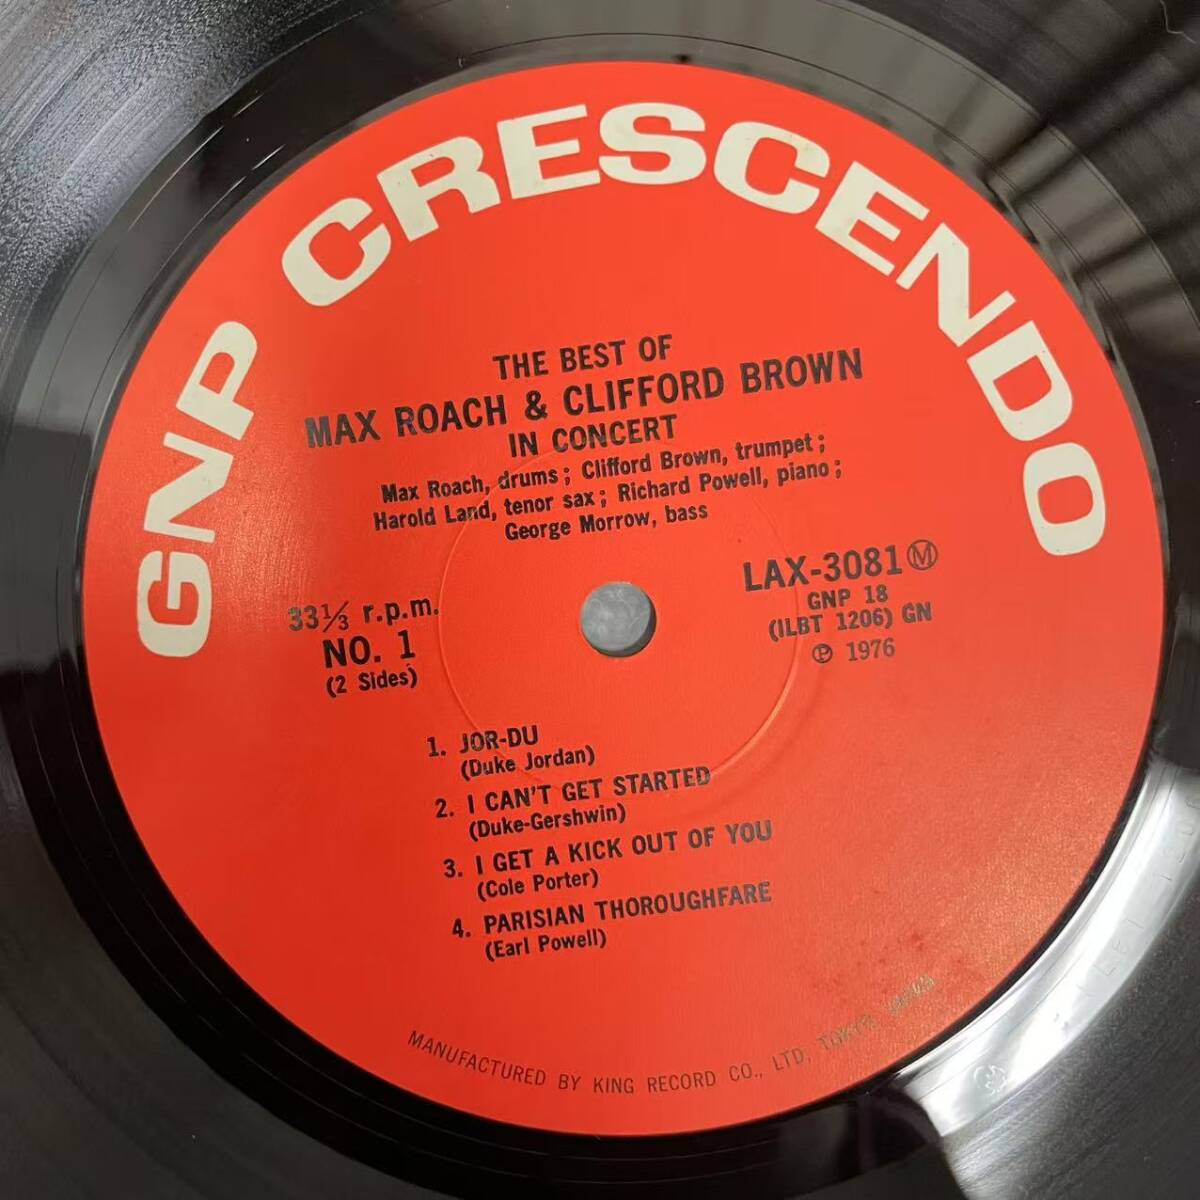 GNP CRESCENDO
THE BEST OF
MAX ROACH & CLIFFORD BROWN
IN CONCERT
Max Roach, drums; Clifford Brown, trumpet;
Harold Land, tenor sax; Richard Powell, piano;
George Morrow, bass
33⅓ r.p.m.
NO. 1
(2 Sides)
LAX-3081 Ⓜ
GNP 18
(ILBT 1206) GN
℗ 1976
1. JOR-DU
(Duke Jordan)
2. I CAN'T GET STARTED
(Duke-Gershwin)
3. I GET A KICK OUT OF YOU
(Cole Porter)
4. PARISIAN THOROUGHFARE
(Earl Powell)
MANUFACTURED BY KING RECORD CO., LTD, TOKYO JAPAN